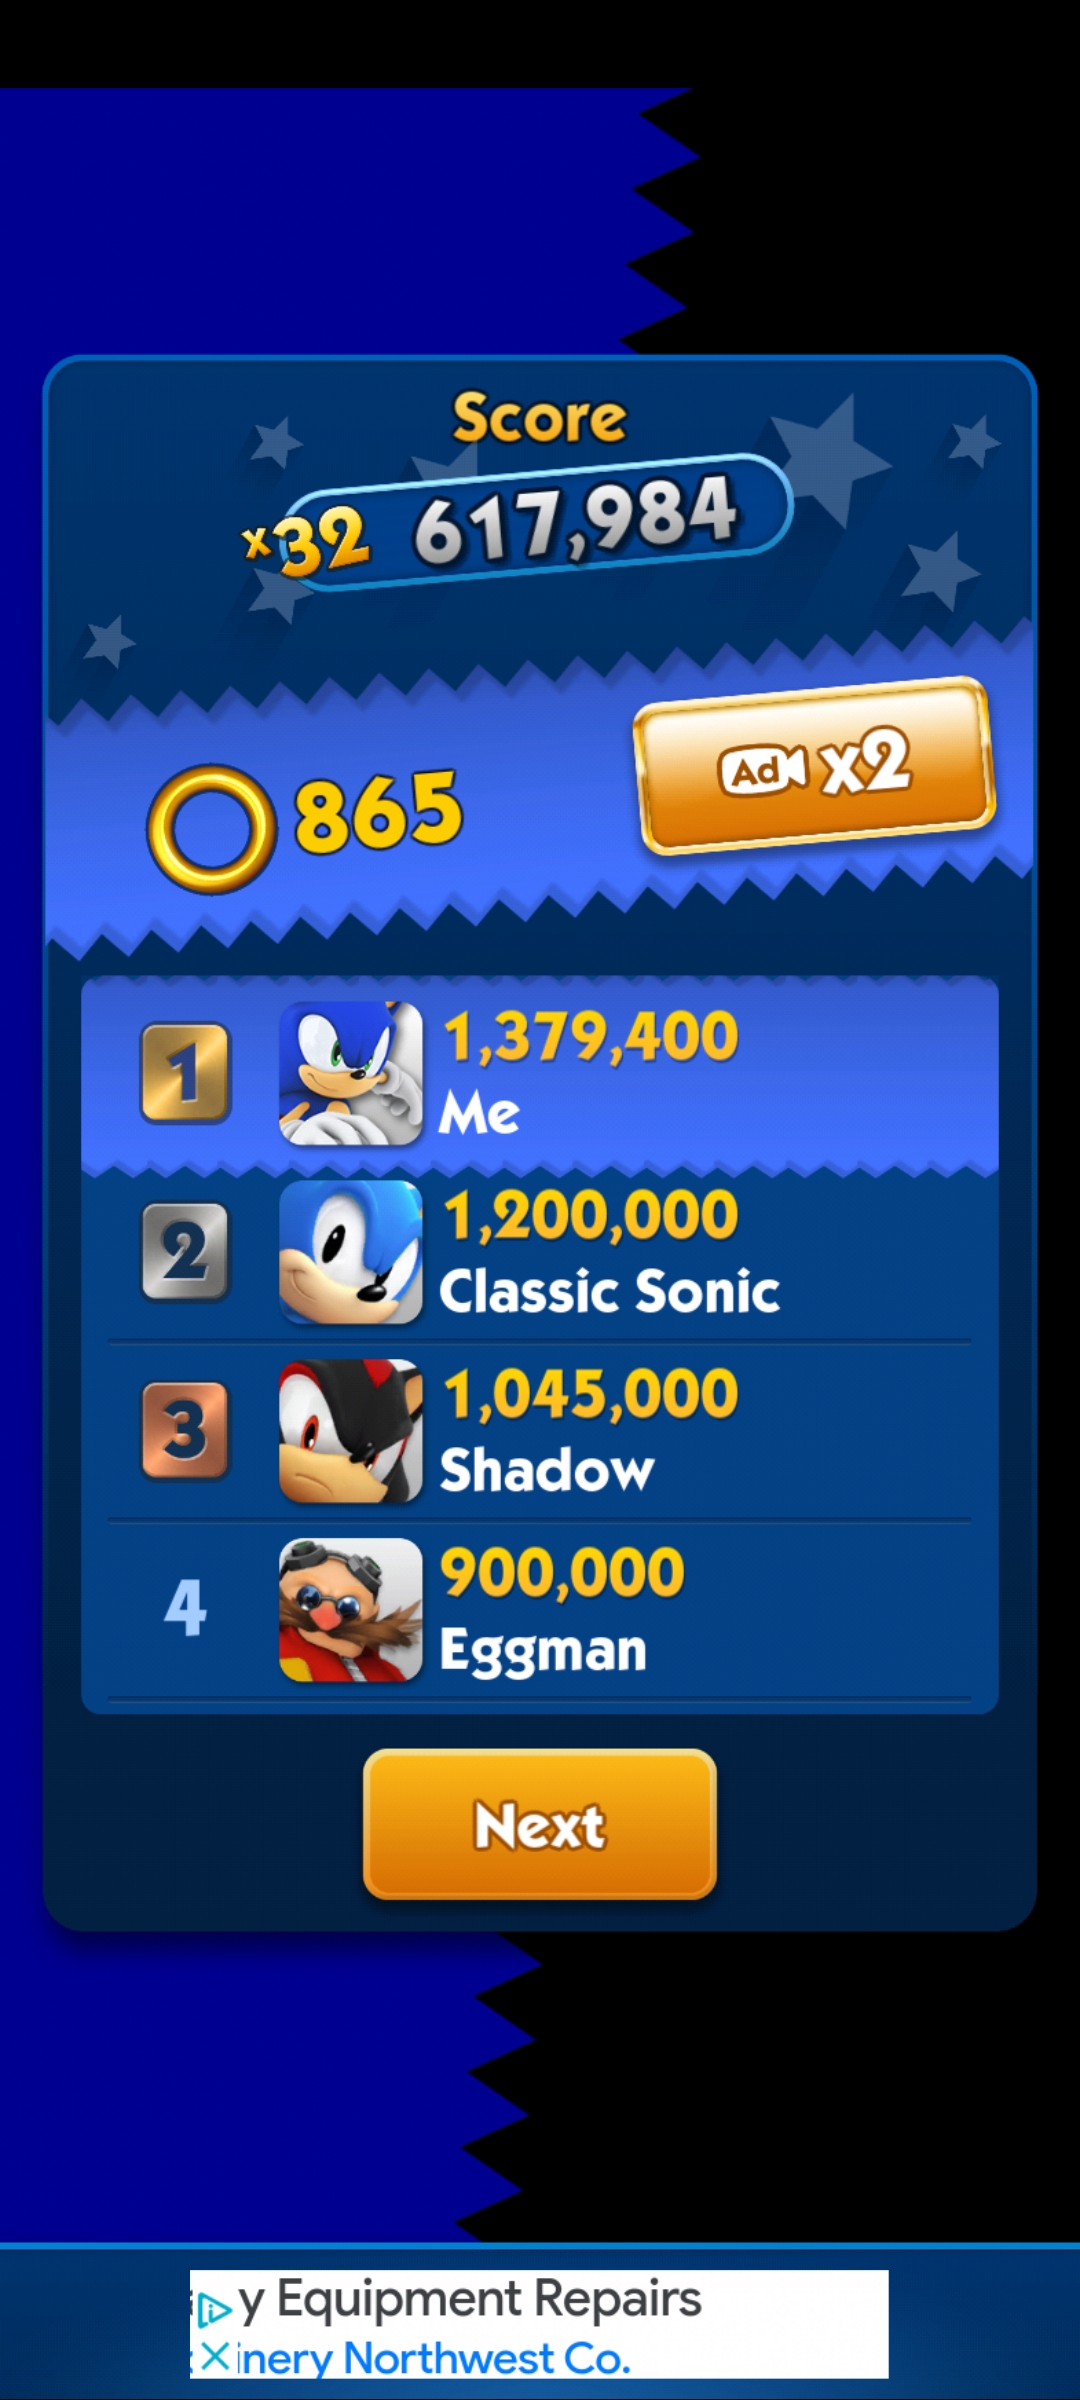 Score
x32 617,984
865
Ad x2
1 1,379,400
Me
2 1,200,000
Classic Sonic
3 1,045,000
Shadow
4 900,000
Eggman
Next
y Equipment Repairs
inery Northwest Co.